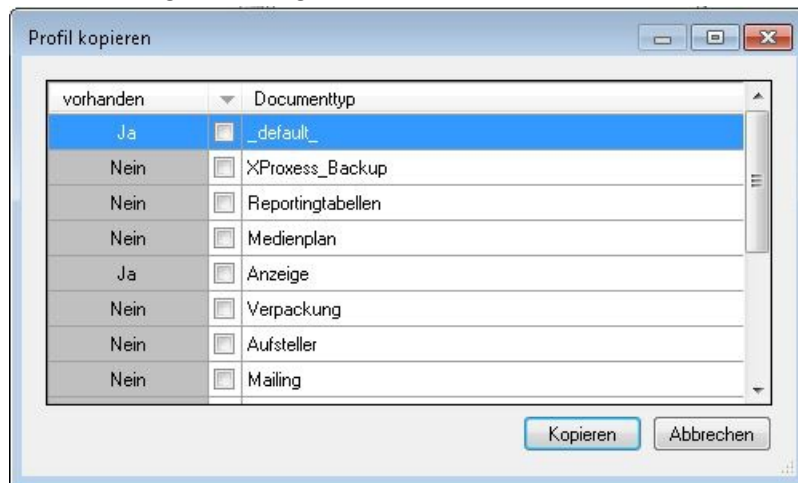 Profil kopieren
vorhanden Documenttyp
Ja _default_
Nein XProxess_Backup
Nein Reportingtabellen
Nein Medienplan
Ja Anzeige
Nein Verpackung
Nein Aufsteller
Nein Mailing
Kopieren Abbrechen